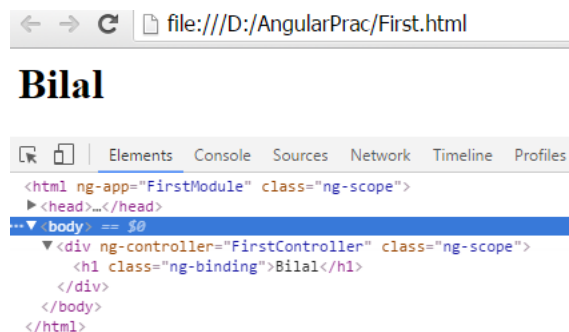 file:///D:/AngularPrac/First.html
Bilal
Elements Console Sources Network Timeline Profiles
<html ng-app="FirstModule" class="ng-scope">
▶<head>…</head>
…▼<body> == $0
▼<div ng-controller="FirstController" class="ng-scope">
<h1 class="ng-binding">Bilal</h1>
</div>
</body>
</html>